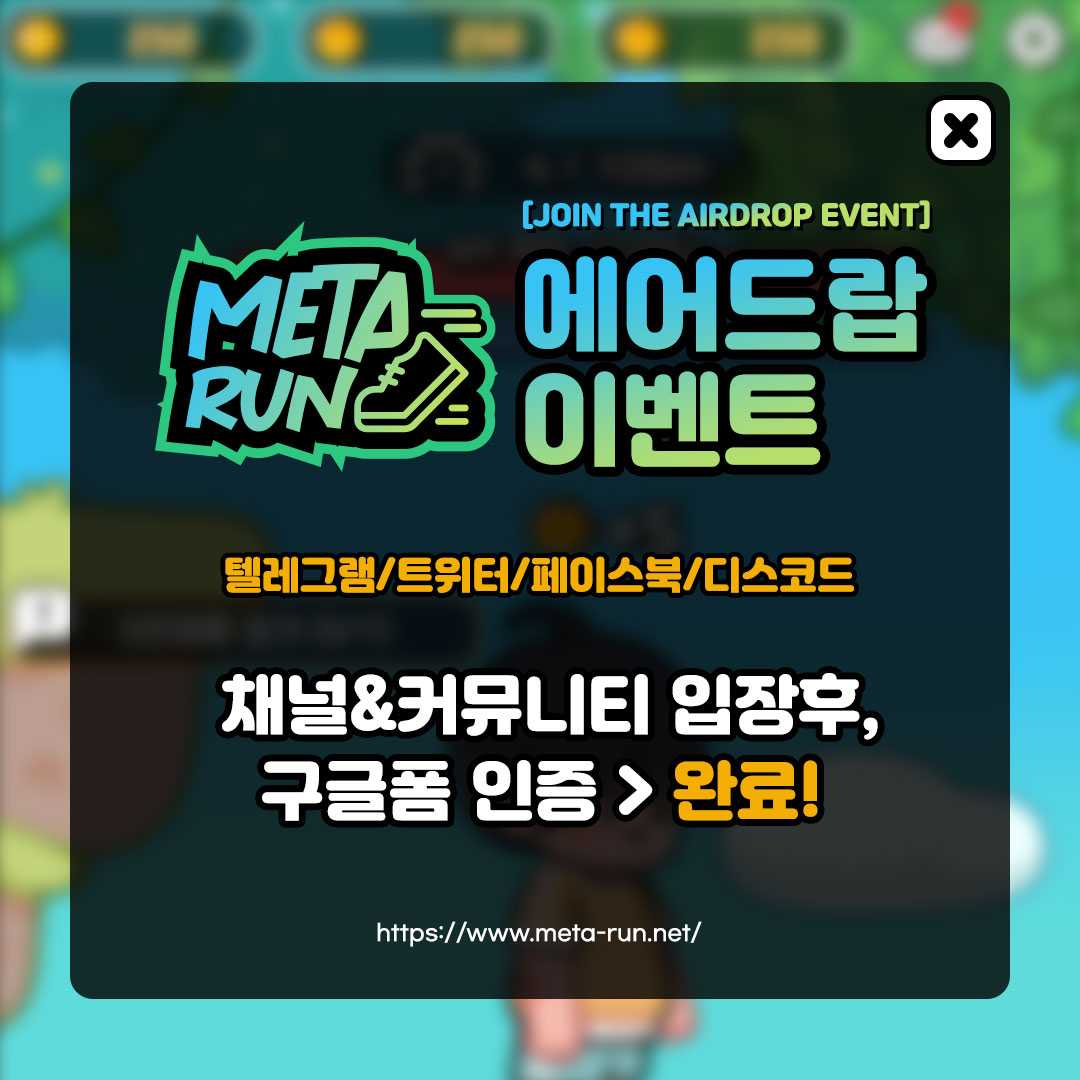 [JOIN THE AIRDROP EVENT]
META
RUN
에어드랍
이벤트
텔레그램/트위터/페이스북/디스코드
채널&커뮤니티 입장후,
구글폼 인증 > 완료!
https://www.meta-run.net/